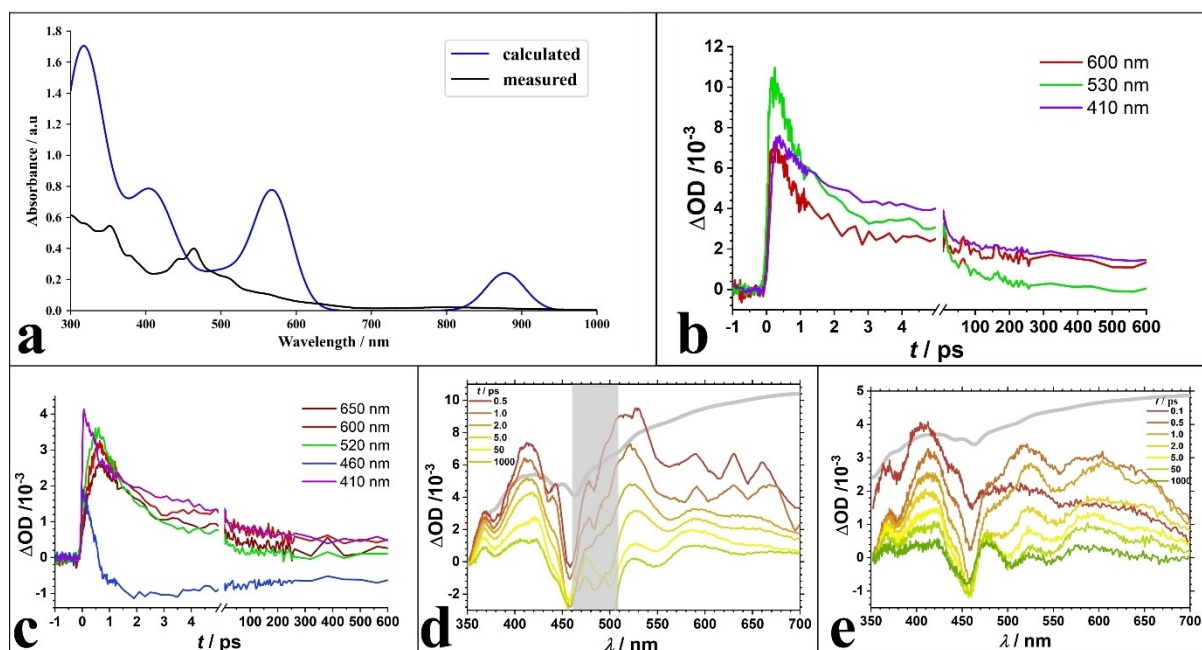 1.8
1.6
1.4
1.2
1.0
0.8
0.6
0.4
0.2
0.0
Absorbance / a.u
calculated
measured
300 400 500 600 700 800 900 1000
Wavelength / nm
a
12
10
8
6
4
2
0
ΔOD /10⁻³
600 nm
530 nm
410 nm
-1 0 1 2 3 4 100 200 300 400 500 600
t / ps
b
4
3
2
1
0
-1
ΔOD /10⁻³
650 nm
600 nm
520 nm
460 nm
410 nm
-1 0 1 2 3 4 100 200 300 400 500 600
t / ps
c
10
8
6
4
2
0
-2
ΔOD /10⁻³
t / ps
0.5
1.0
2.0
5.0
50
1000
350 400 450 500 550 600 650 700
λ / nm
d
5
4
3
2
1
0
-1
ΔOD /10⁻³
t / ps
0.1
0.5
1.0
2.0
5.0
50
1000
350 400 450 500 550 600 650 700
λ / nm
e